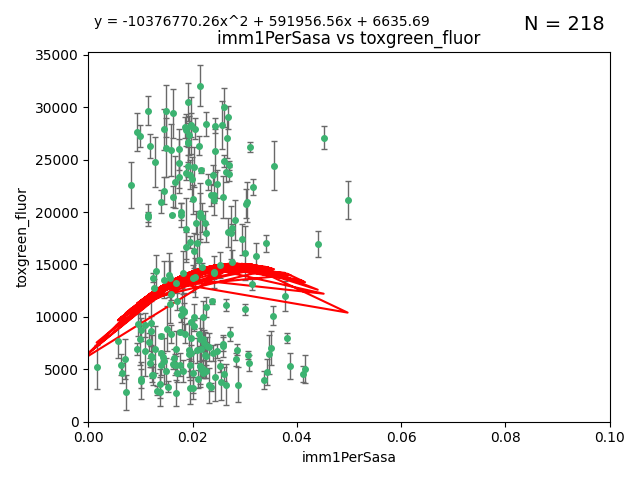 y = -10376770.26x^2 + 591956.56x + 6635.69
N = 218
imm1PerSasa vs toxgreen_fluor
35000
30000
25000
20000
15000
10000
5000
0
toxgreen_fluor
0.00 0.02 0.04 0.06 0.08 0.10
imm1PerSasa